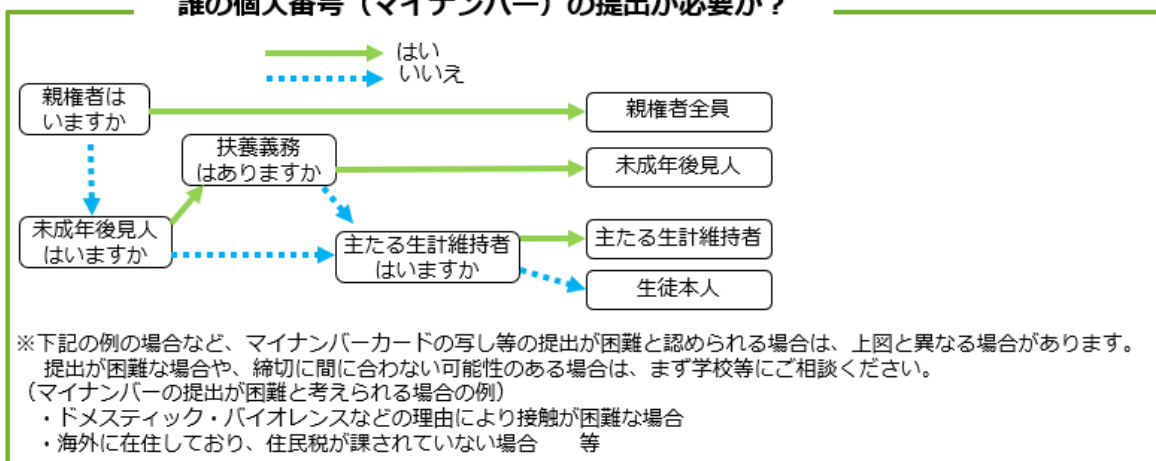 誰の個人番号（マイナンバー）の提出が必要か？
はい
いいえ
親権者は
いますか
親権者全員
扶養義務
はありますか
未成年後見人
未成年後見人
はいますか
主たる生計維持者
はいますか
主たる生計維持者
生徒本人
※下記の例の場合など、マイナンバーカードの写し等の提出が困難と認められる場合は、上図と異なる場合があります。
提出が困難な場合や、締切に間に合わない可能性のある場合は、まず学校等にご相談ください。
（マイナンバーの提出が困難と考えられる場合の例）
・ドメスティック・バイオレンスなどの理由により接触が困難な場合
・海外に在住しており、住民税が課されていない場合　　等